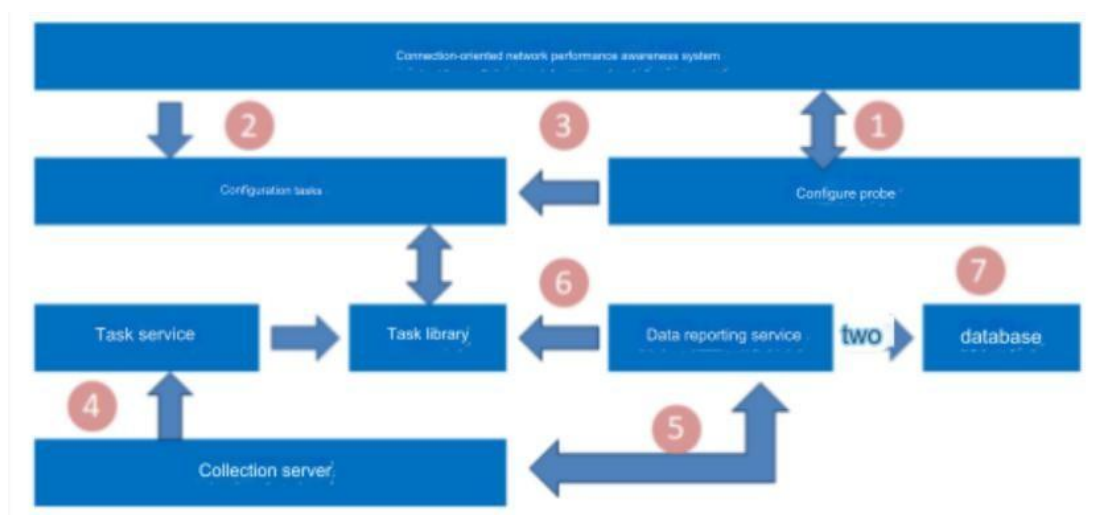 Connection-oriented network performance awareness system
2
3
1
Configuration tasks
Configure probe
6
7
Task service
Task library
Data reporting service
two
database
4
5
Collection server